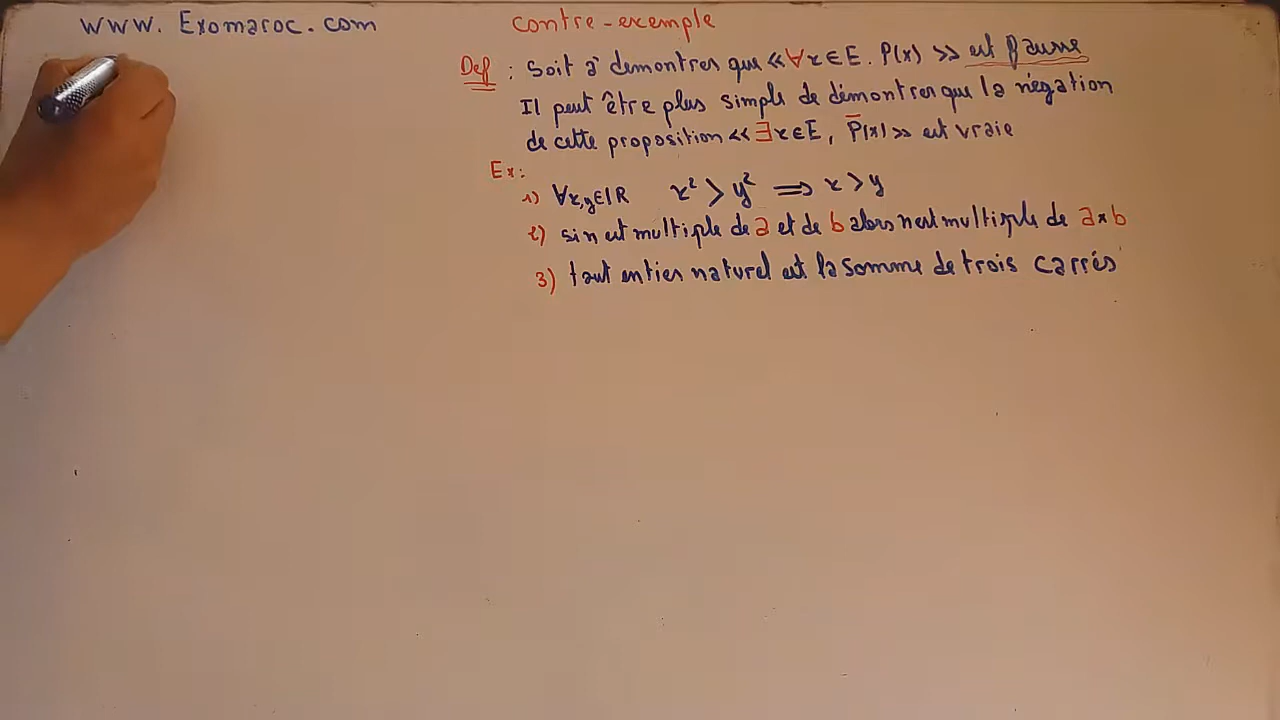 www. Exomaroc.com
contre-exemple
Def : Soit à demontrer que «∀x∈E. P(x) » est fausse
Il peut être plus simple de démontrer que la négation
de cette proposition «∃x∈E, P̅(x)» est vraie
Ex:
1) ∀x,y∈IR x² > y² ⟹ x > y
2) si n est multiple de a et de b alors n est multiple de a×b
3) tout entier naturel est la somme de trois carrés